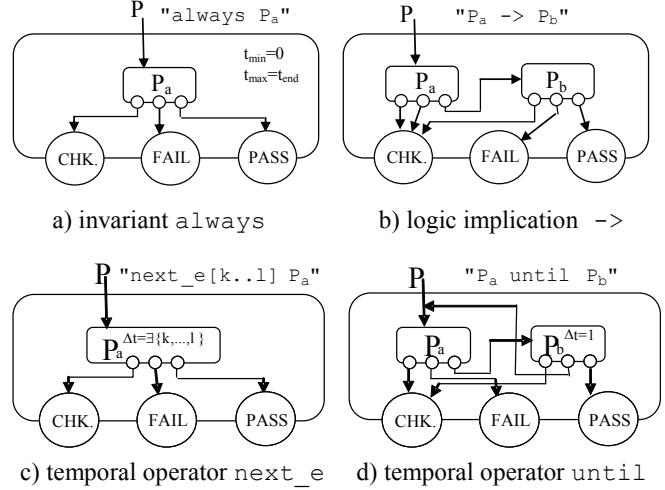 P "always Pa"
tmin=0
tmax=tend
Pa
CHK. FAIL PASS
a) invariant always
P "Pa -> Pb"
Pa Pb
CHK. FAIL PASS
b) logic implication ->
P "next_e[k..l] Pa"
Pa Δt=∃{k,...,l }
CHK. FAIL PASS
c) temporal operator next_e
P "Pa until Pb"
Pa Pb Δt=1
CHK. FAIL PASS
d) temporal operator until